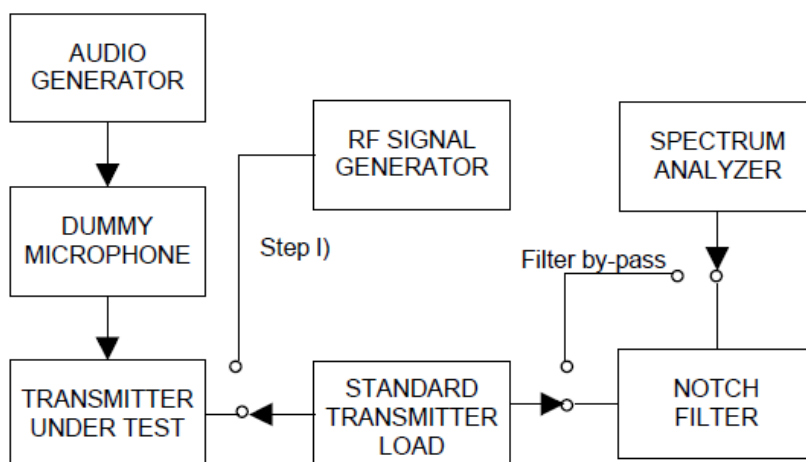 AUDIO
GENERATOR
RF SIGNAL
GENERATOR
SPECTRUM
ANALYZER
DUMMY
MICROPHONE
Step I)
Filter by-pass
TRANSMITTER
UNDER TEST
STANDARD
TRANSMITTER
LOAD
NOTCH
FILTER